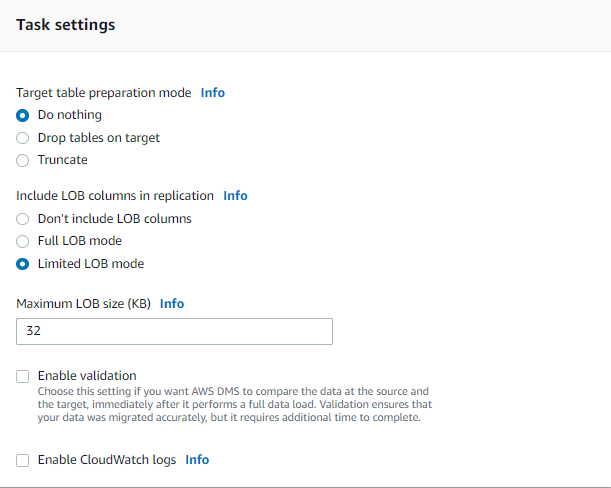 Task settings
Target table preparation mode Info
Do nothing
Drop tables on target
Truncate
Include LOB columns in replication Info
Don't include LOB columns
Full LOB mode
Limited LOB mode
Maximum LOB size (KB) Info
32
Enable validation
Choose this setting if you want AWS DMS to compare the data at the source and
the target, immediately after it performs a full data load. Validation ensures that
your data was migrated accurately, but it requires additional time to complete.
Enable CloudWatch logs Info